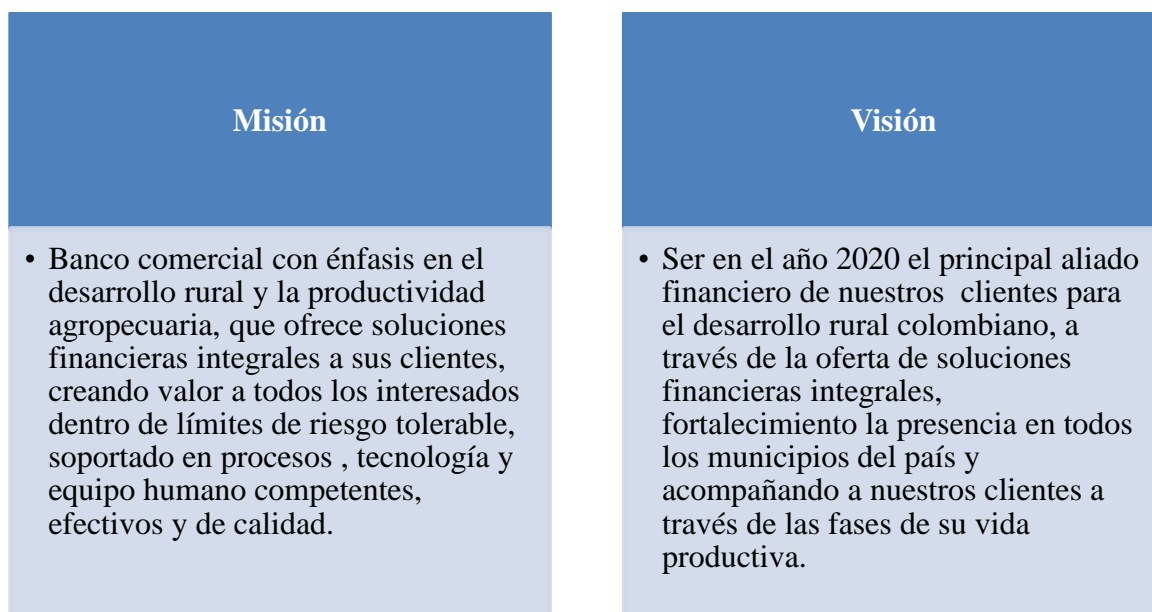 Misión
• Banco comercial con énfasis en el
desarrollo rural y la productividad
agropecuaria, que ofrece soluciones
financieras integrales a sus clientes,
creando valor a todos los interesados
dentro de límites de riesgo tolerable,
soportado en procesos , tecnología y
equipo humano competentes,
efectivos y de calidad.
Visión
• Ser en el año 2020 el principal aliado
financiero de nuestros  clientes para
el desarrollo rural colombiano, a
través de la oferta de soluciones
financieras integrales,
fortalecimiento la presencia en todos
los municipios del país y
acompañando a nuestros clientes a
través de las fases de su vida
productiva.